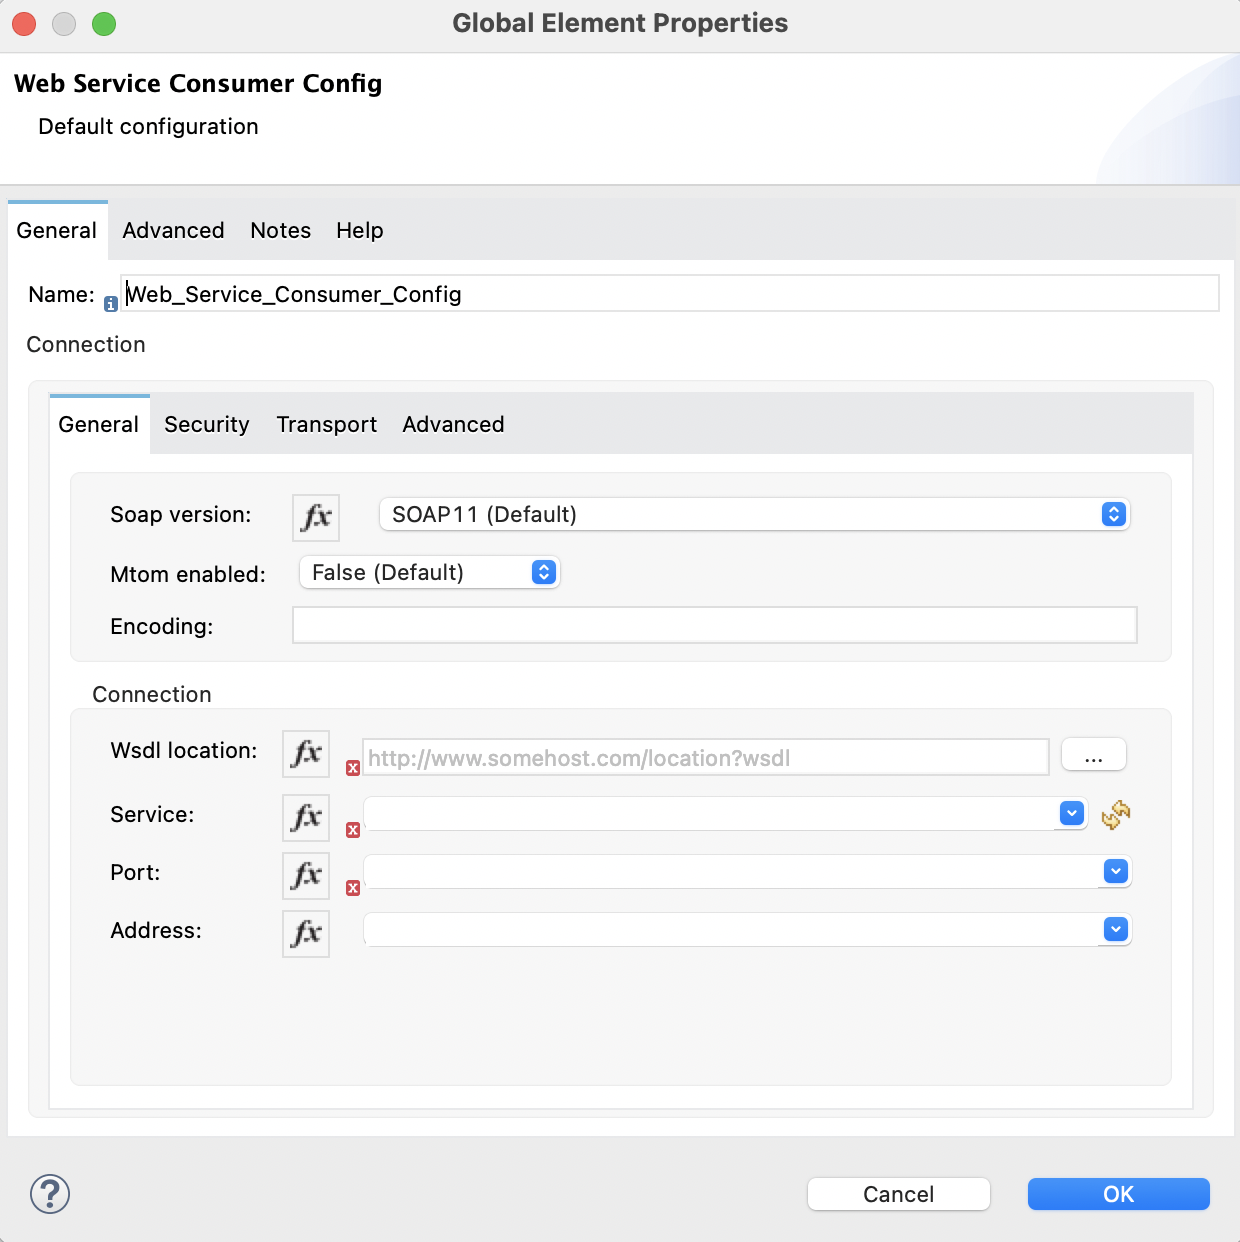 Global Element Properties
Web Service Consumer Config
Default configuration
General Advanced Notes Help
Name: Web_Service_Consumer_Config
Connection
General Security Transport Advanced
Soap version: fx SOAP11 (Default)
Mtom enabled: False (Default)
Encoding:
Connection
Wsdl location: fx http://www.somehost.com/location?wsdl ...
Service: fx
Port: fx
Address: fx
? Cancel OK